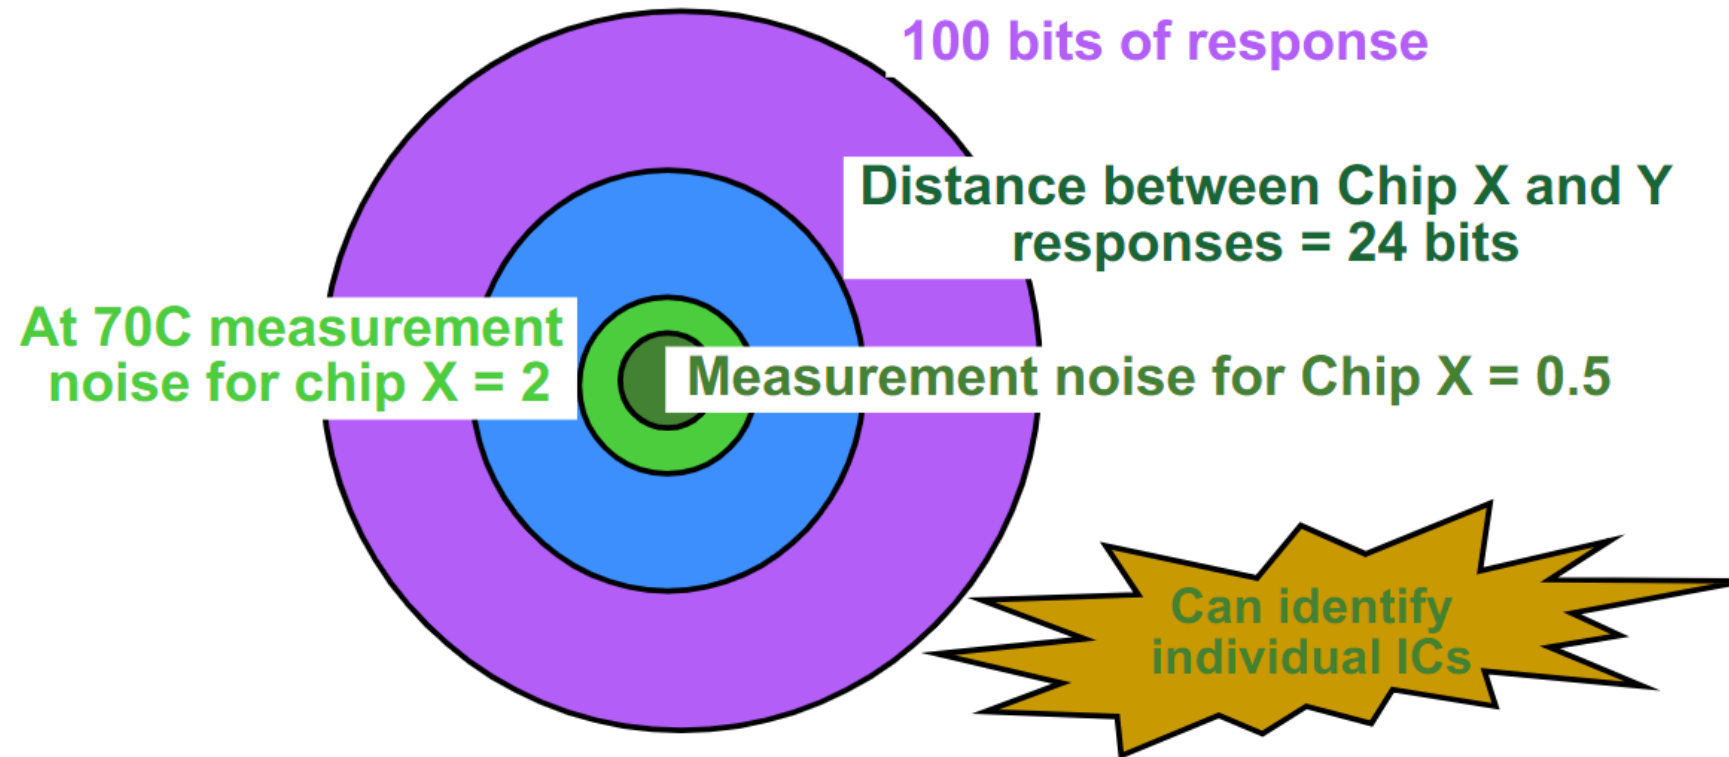 100 bits of response
Distance between Chip X and Y
responses = 24 bits
At 70C measurement
noise for chip X = 2
Measurement noise for Chip X = 0.5
Can identify
individual ICs